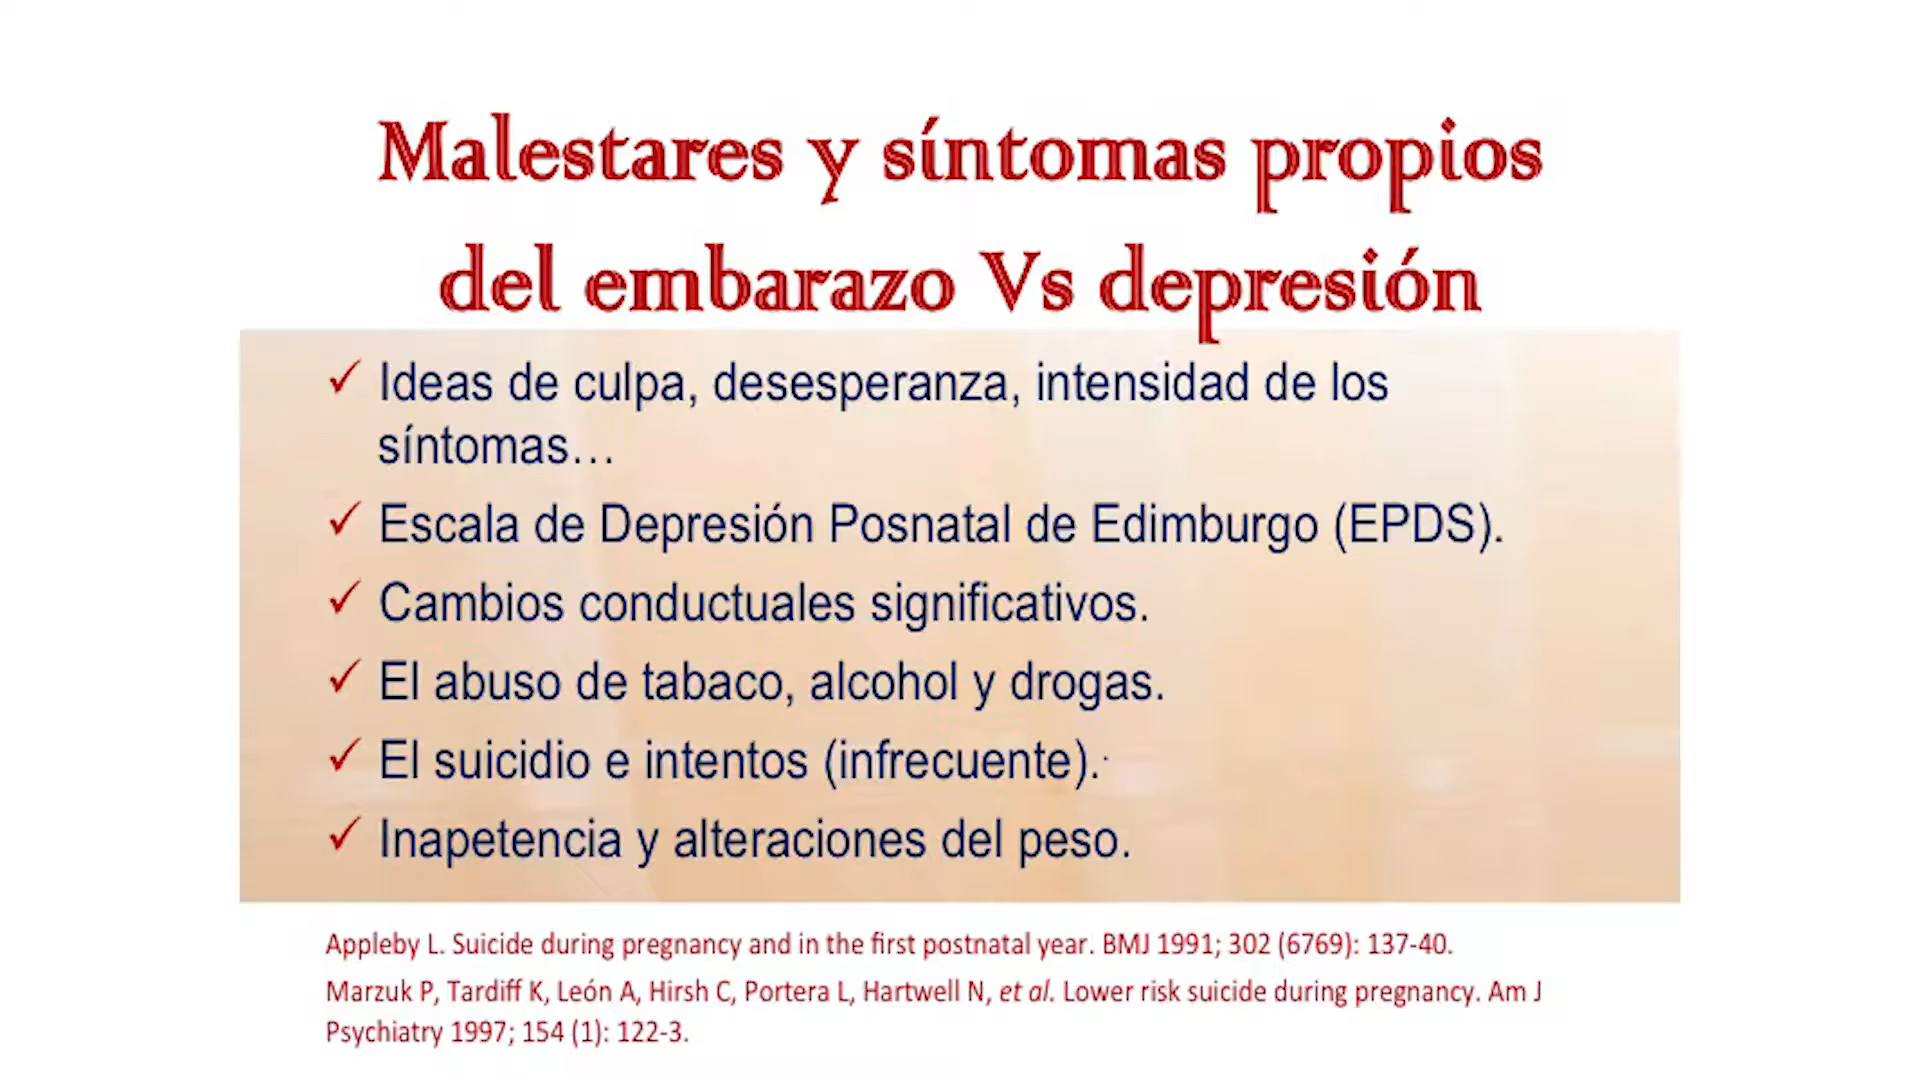 Malestares y síntomas propios
del embarazo Vs depresión
✓ Ideas de culpa, desesperanza, intensidad de los
síntomas…
✓ Escala de Depresión Posnatal de Edimburgo (EPDS).
✓ Cambios conductuales significativos.
✓ El abuso de tabaco, alcohol y drogas.
✓ El suicidio e intentos (infrecuente).
✓ Inapetencia y alteraciones del peso.
Appleby L. Suicide during pregnancy and in the first postnatal year. BMJ 1991; 302 (6769): 137-40.
Marzuk P, Tardiff K, León A, Hirsh C, Portera L, Hartwell N, et al. Lower risk suicide during pregnancy. Am J
Psychiatry 1997; 154 (1): 122-3.